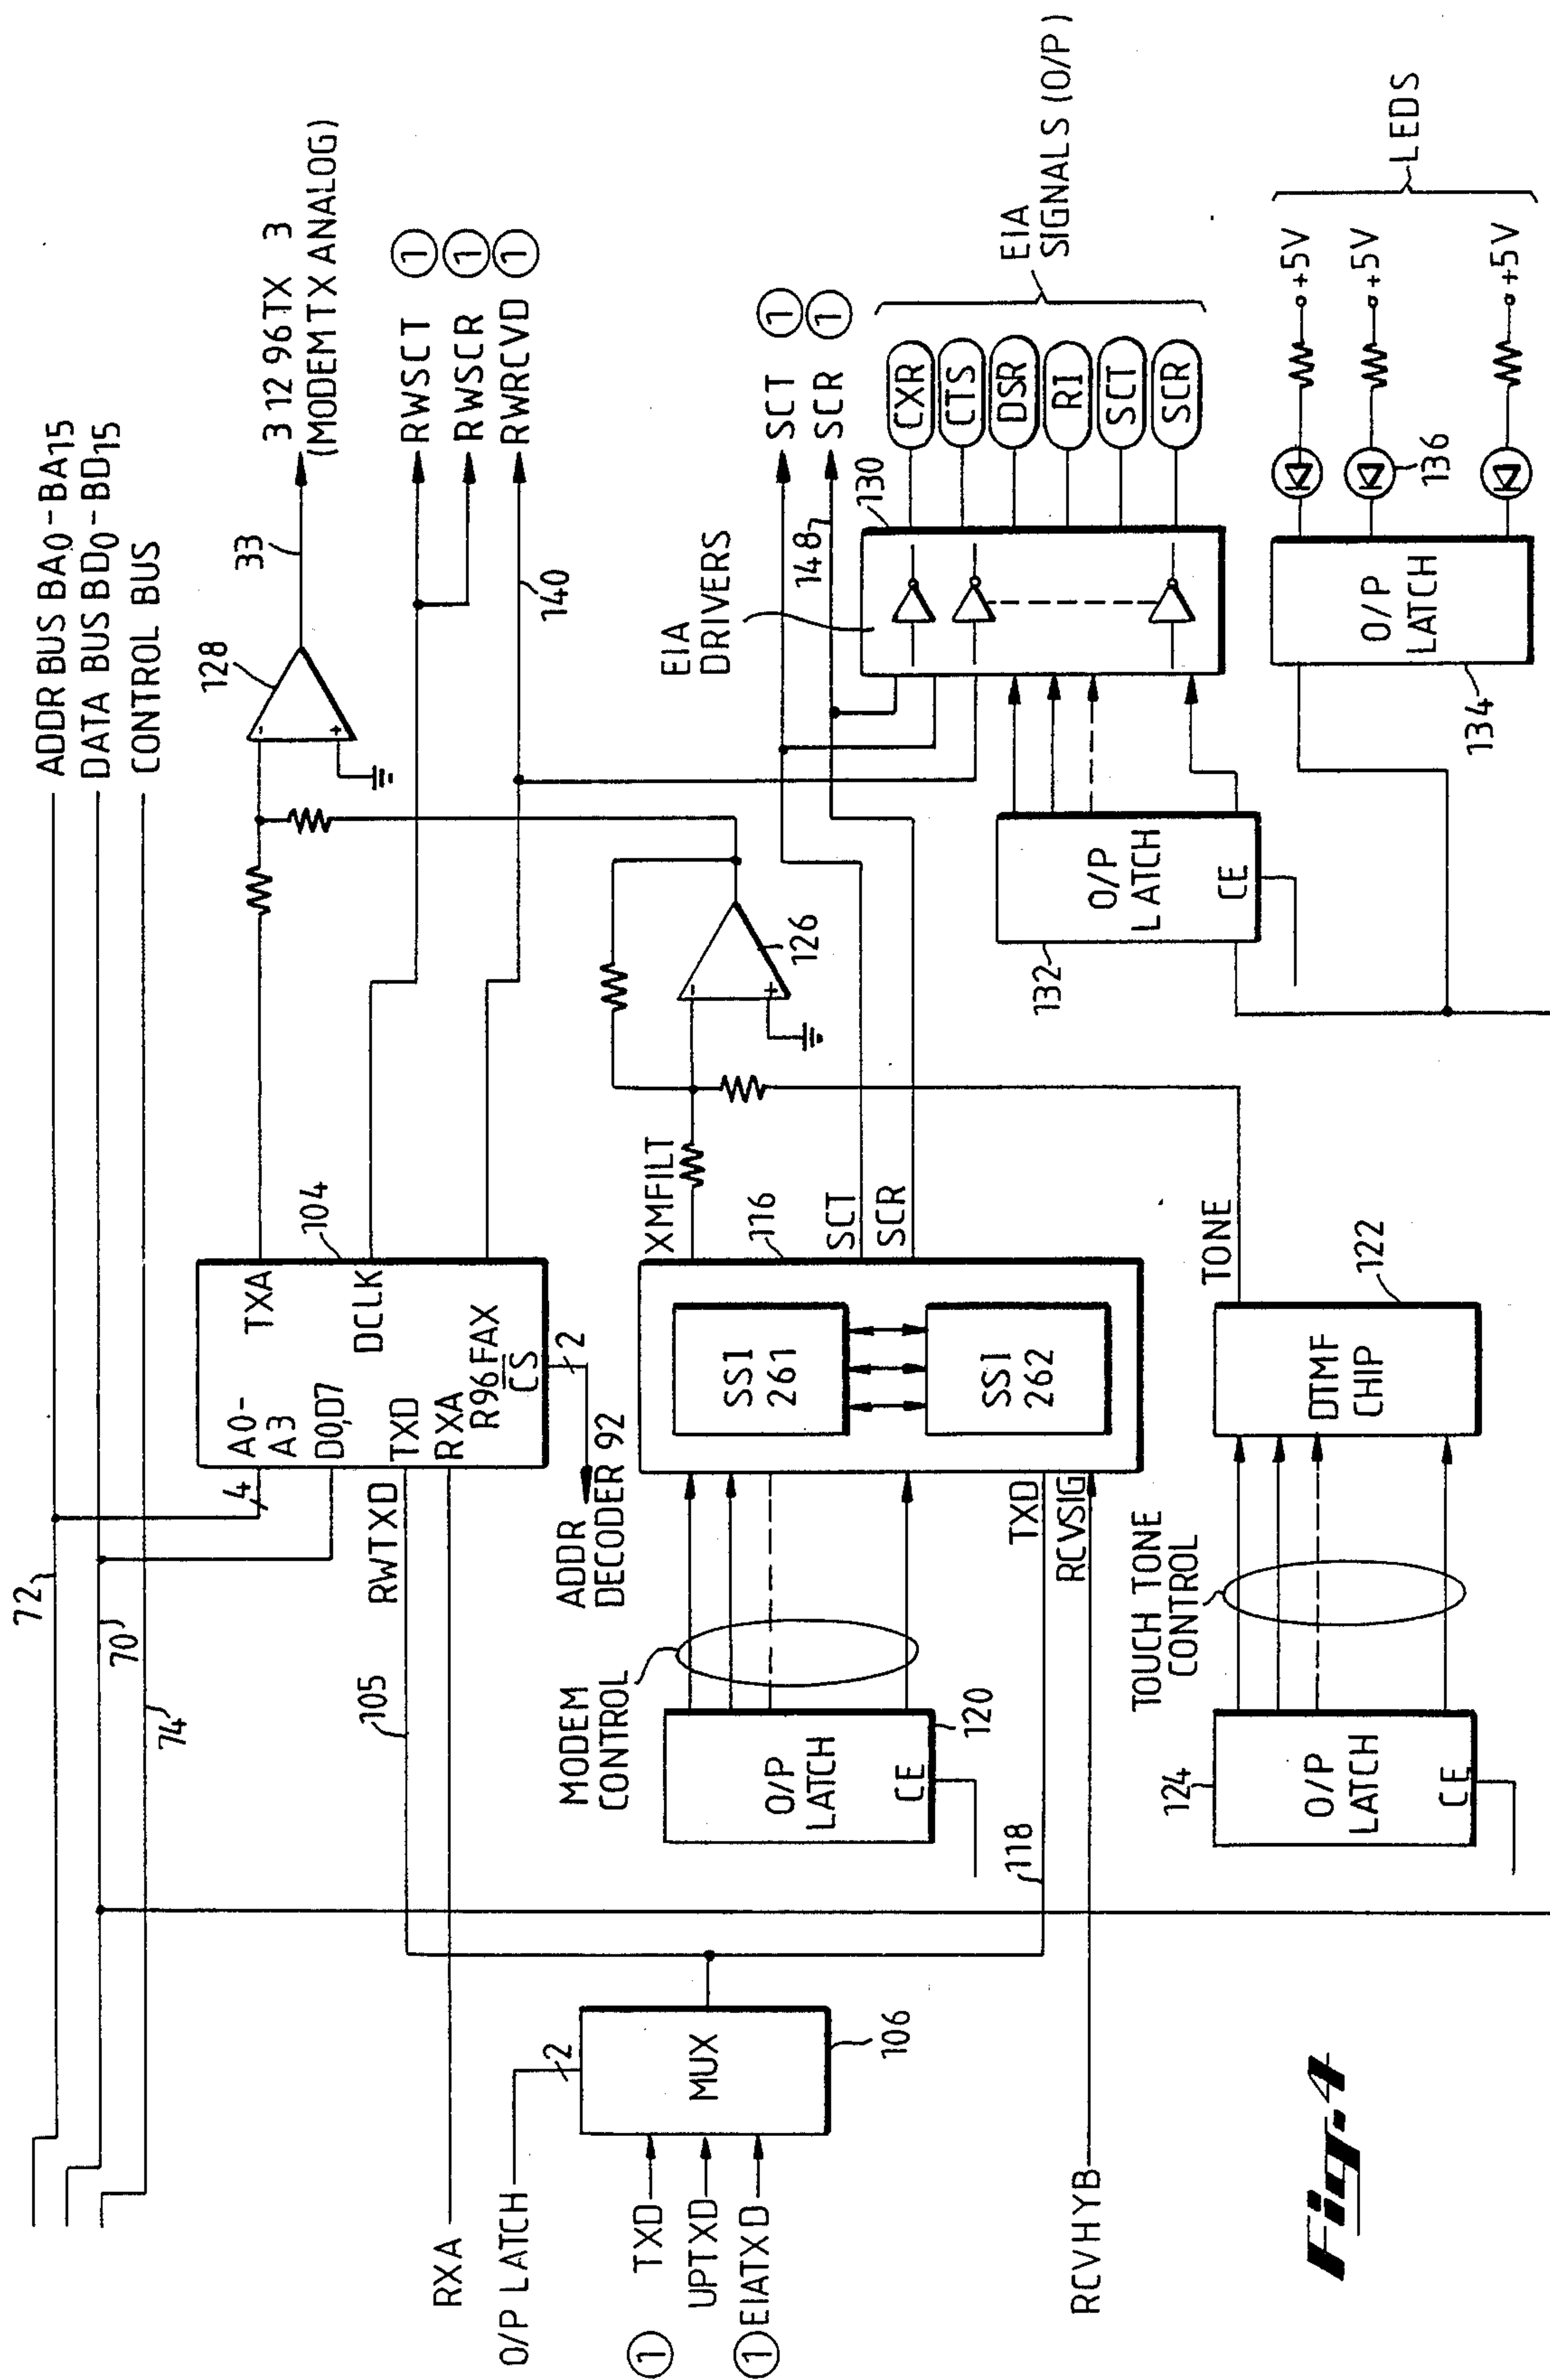 72
70
74
ADDR BUS BA0-BA15
DATA BUS BD0-BD15
CONTROL BUS
RXA
105
RWTXD
4
A0-
A3
D0,D7
TXD
RXA
TXA
DCLK
R96FAX
CS
104
2
ADDR
DECODER 92
128
-
+
33
3 12 96TX 3
(MODEM TX ANALOG)
RWSCT 1
RWSCR 1
RWRCVD 1
140
O/P LATCH
2
1 TXD
UPTXD
1 EIATXD
MUX
106
MODEM
CONTROL
O/P
LATCH
CE
120
118
TXD
RCVSIG
RCVHYB
SSI
261
SSI
262
116
XMFILT
SCT
SCR
-
+
126
SCT 1
SCR 1
148
EIA
DRIVERS
130
CXR
CTS
DSR
RI
SCT
SCR
EIA
SIGNALS (O/P)
O/P
LATCH
CE
132
TOUCH TONE
CONTROL
124
O/P
LATCH
CE
DTMF
CHIP
122
TONE
O/P
LATCH
134
136
+5V
+5V
+5V
LEDS
Fig.4